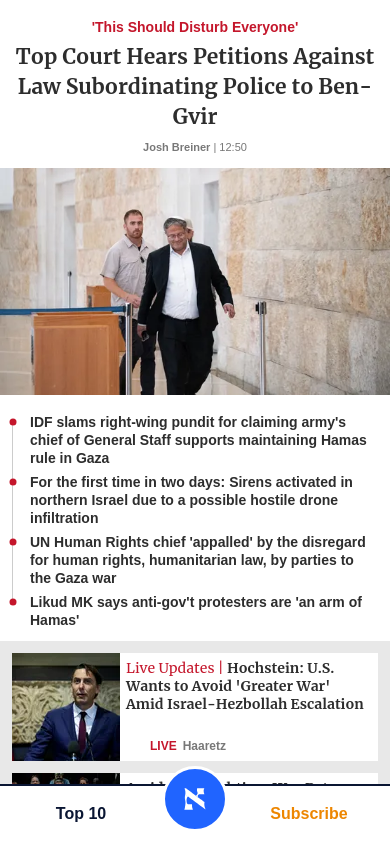 'This Should Disturb Everyone'
Top Court Hears Petitions Against
Law Subordinating Police to Ben-
Gvir
Josh Breiner | 12:50
IDF slams right-wing pundit for claiming army's
chief of General Staff supports maintaining Hamas
rule in Gaza
For the first time in two days: Sirens activated in
northern Israel due to a possible hostile drone
infiltration
UN Human Rights chief 'appalled' by the disregard
for human rights, humanitarian law, by parties to
the Gaza war
Likud MK says anti-gov't protesters are 'an arm of
Hamas'
Live Updates | Hochstein: U.S.
Wants to Avoid 'Greater War'
Amid Israel-Hezbollah Escalation
LIVE Haaretz
Top 10
Subscribe